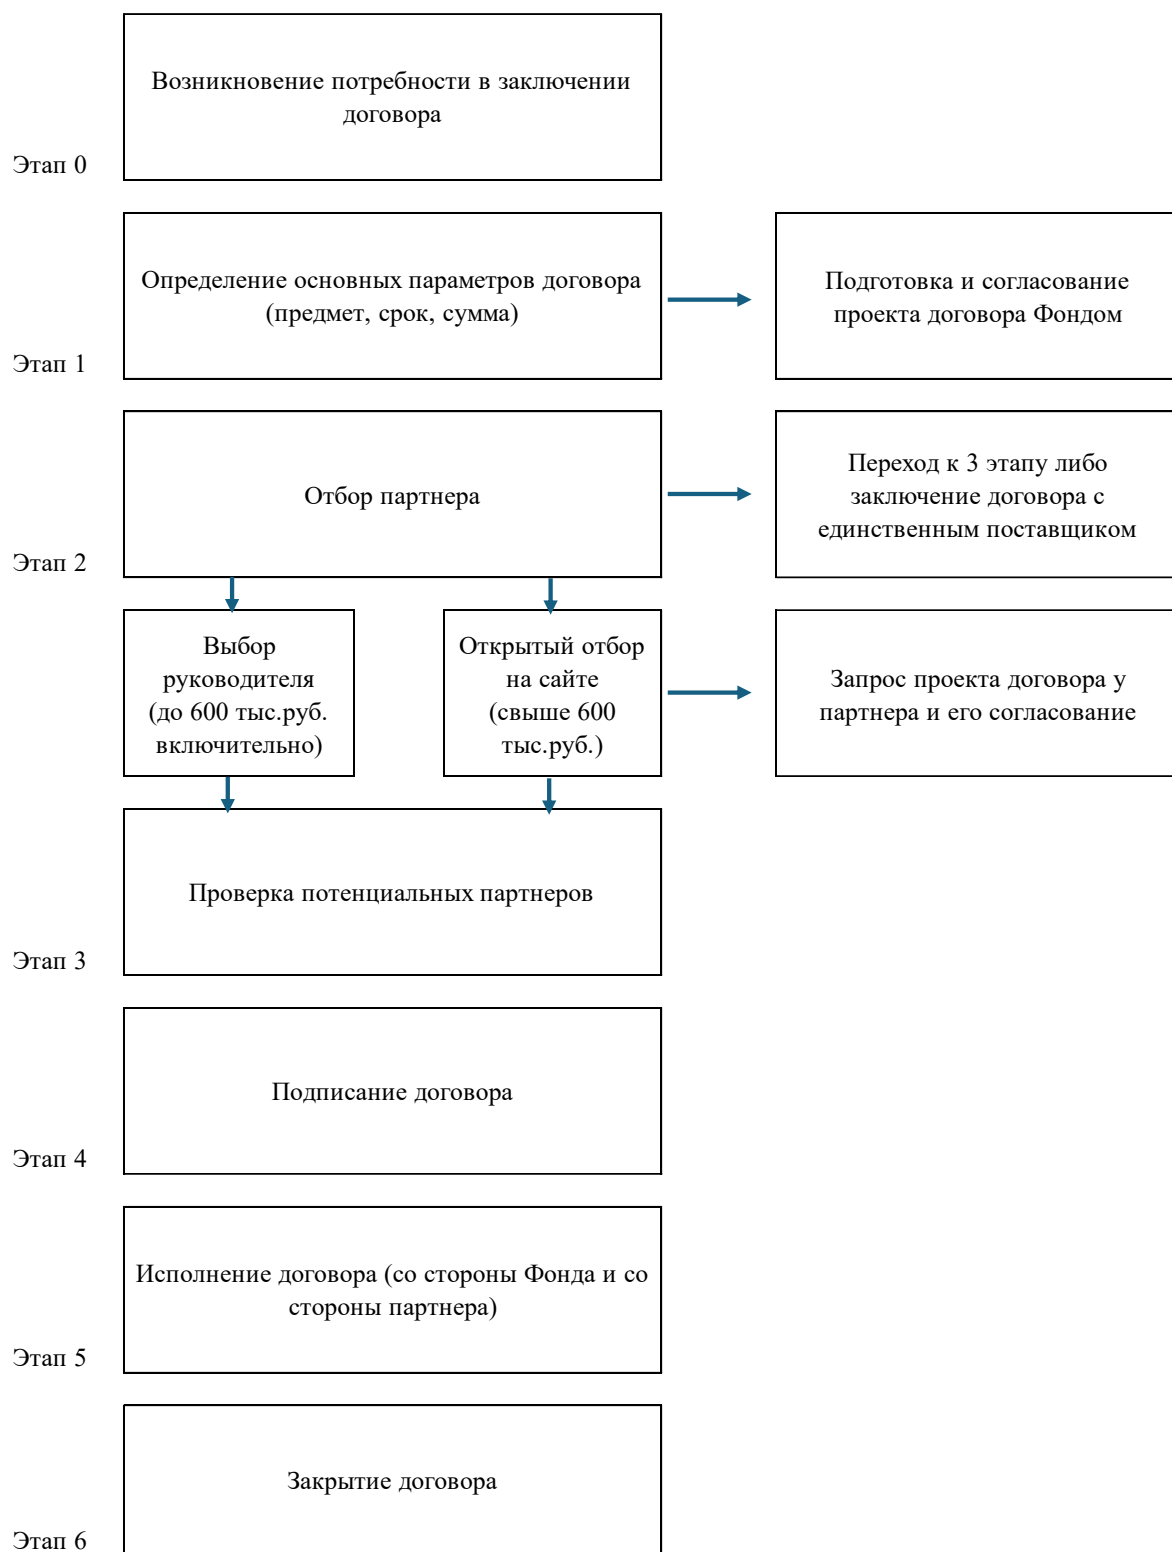 Возникновение потребности в заключении
договора
Этап 0
Определение основных параметров договора
(предмет, срок, сумма)
Подготовка и согласование
проекта договора Фондом
Этап 1
Отбор партнера
Переход к 3 этапу либо
заключение договора с
единственным поставщиком
Этап 2
Выбор
руководителя
(до 600 тыс.руб.
включительно)
Открытый отбор
на сайте
(свыше 600
тыс.руб.)
Запрос проекта договора у
партнера и его согласование
Проверка потенциальных партнеров
Этап 3
Подписание договора
Этап 4
Исполнение договора (со стороны Фонда и со
стороны партнера)
Этап 5
Закрытие договора
Этап 6